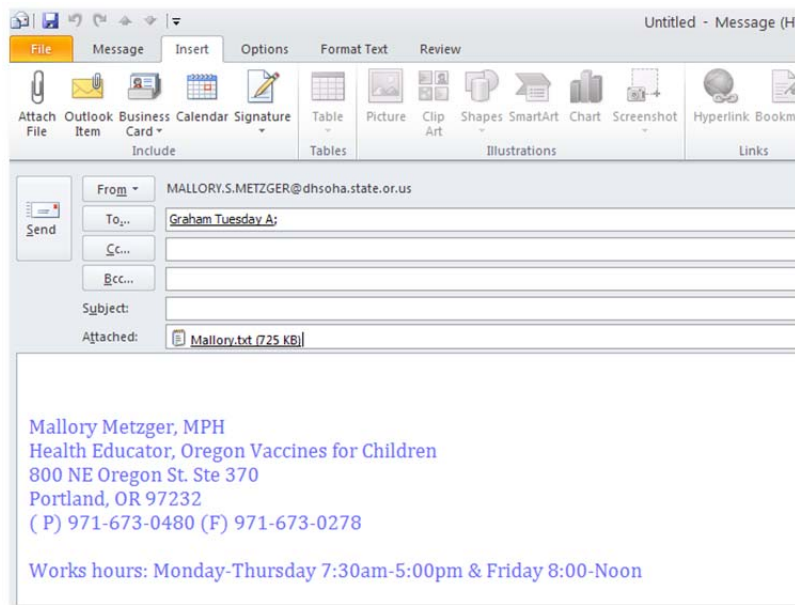 Untitled - Message (H
File Message Insert Options Format Text Review
Attach File Outlook Item Business Card Calendar Signature Table Picture Clip Art Shapes SmartArt Chart Screenshot Hyperlink Bookm
Include Tables Illustrations Links
From MALLORY.S.METZGER@dhsoha.state.or.us
Send
To... Graham Tuesday A;
Cc...
Bcc...
Subject:
Attached: Mallory.txt (725 KB)
Mallory Metzger, MPH
Health Educator, Oregon Vaccines for Children
800 NE Oregon St. Ste 370
Portland, OR 97232
( P) 971-673-0480 (F) 971-673-0278
Works hours: Monday-Thursday 7:30am-5:00pm & Friday 8:00-Noon